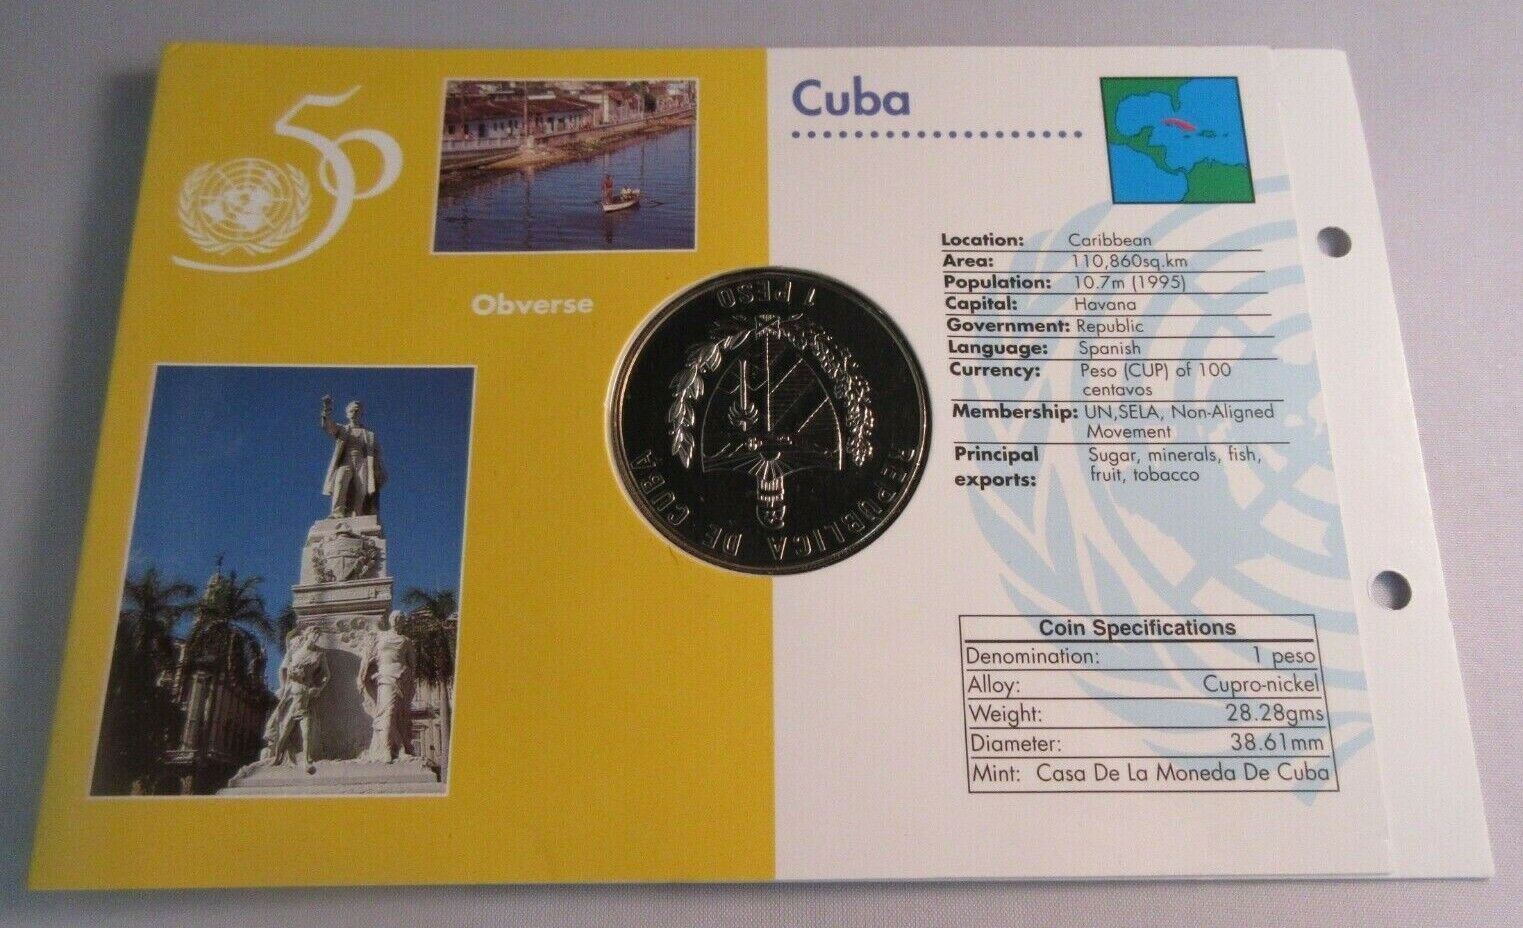 50
Obverse
Cuba
1 PESO
REPUBLICA DE CUBA
Location: Caribbean
Area: 110,860sq.km
Population: 10.7m (1995)
Capital: Havana
Government: Republic
Language: Spanish
Currency: Peso (CUP) of 100
centavos
Membership: UN,SELA, Non-Aligned
Movement
Principal Sugar, minerals, fish,
exports: fruit, tobacco
Coin Specifications
Denomination: 1 peso
Alloy: Cupro-nickel
Weight: 28.28gms
Diameter: 38.61mm
Mint: Casa De La Moneda De Cuba